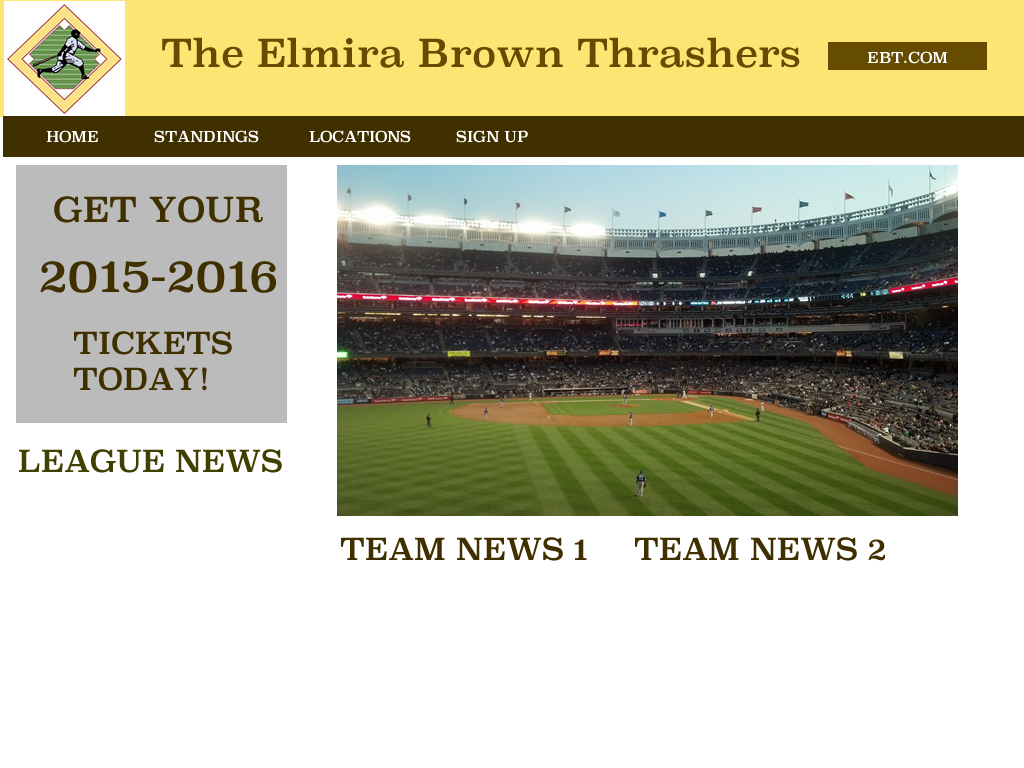 The Elmira Brown Thrashers
EBT.COM
HOME STANDINGS LOCATIONS SIGN UP
GET YOUR
2015-2016
TICKETS
TODAY!
LEAGUE NEWS
TEAM NEWS 1
TEAM NEWS 2